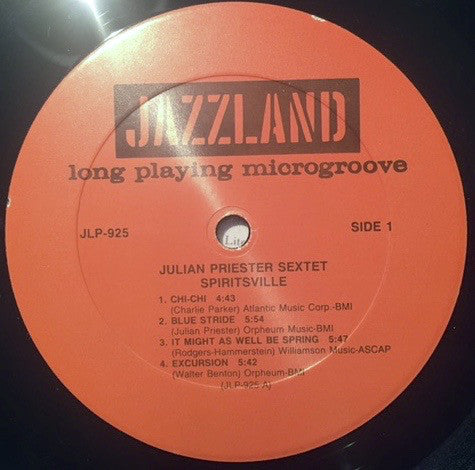 JAZZLAND
long playing microgroove
JLP-925
SIDE 1
Lit
JULIAN PRIESTER SEXTET
SPIRITSVILLE
1. CHI-CHI 4:43
(Charlie Parker) Atlantic Music Corp.-BMI
2. BLUE STRIDE 5:54
(Julian Priester) Orpheum Music-BMI
3. IT MIGHT AS WELL BE SPRING 5:47
(Rodgers-Hammerstein) Williamson Music-ASCAP
4. EXCURSION 5:42
(Walter Benton) Orpheum-BMI
(JLP-925 A)